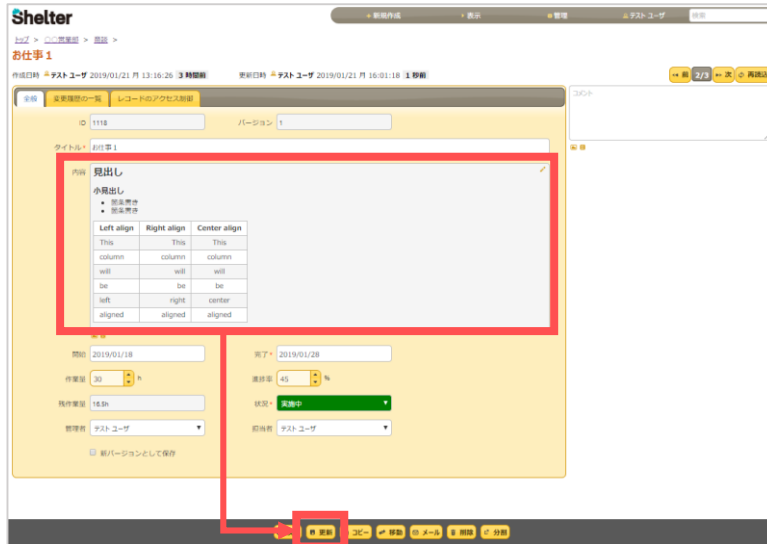 Shelter
新規作成 表示 管理 テストユーザ 検索
トップ > 〇〇営業部 > 商談 >
お仕事1
作成日時 テストユーザ 2019/01/21 月 13:16:26 3 時間前 更新日時 テストユーザ 2019/01/21 月 16:01:18 1 秒前 前 2/3 次 再読込
全般 変更履歴の一覧 レコードのアクセス制御 コメント
ID 1118 バージョン 1
タイトル* お仕事1
内容 見出し
小見出し
• 箇条書き
• 箇条書き
Left align Right align Center align
This This This
column column column
will will will
be be be
left right center
aligned aligned aligned
開始 2019/01/18 完了* 2019/01/28
作業量 30 h 進捗率 45 %
残作業量 16.5h 状況* 実施中
管理者 テストユーザ 担当者 テストユーザ
新バージョンとして保存
更新 コピー 移動 メール 削除 分割